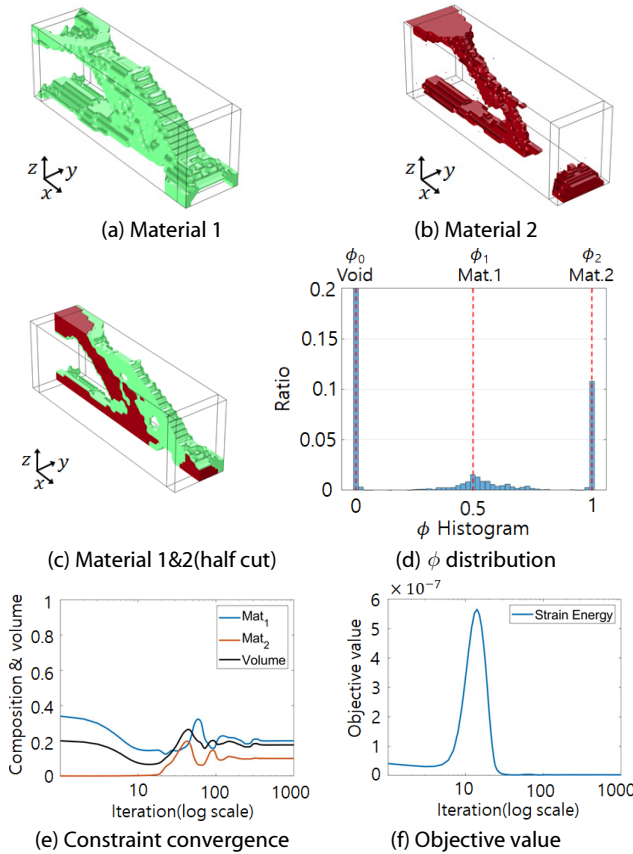 z y
x
(a) Material 1
z y
x
(b) Material 2
z y
x
(c) Material 1&2(half cut)
ϕ0 ϕ1 ϕ2
Void Mat.1 Mat.2
0.2
0.15
0.1
0.05
0
Ratio
0 0.5 1
ϕ Histogram
(d) ϕ distribution
1
0.8
0.6
0.4
0.2
0
Composition & volume
Mat1
Mat2
Volume
10 100 1000
Iteration(log scale)
(e) Constraint convergence
× 10−7
6
5
4
3
2
1
0
Objective value
Strain Energy
10 100 1000
Iteration(log scale)
(f) Objective value